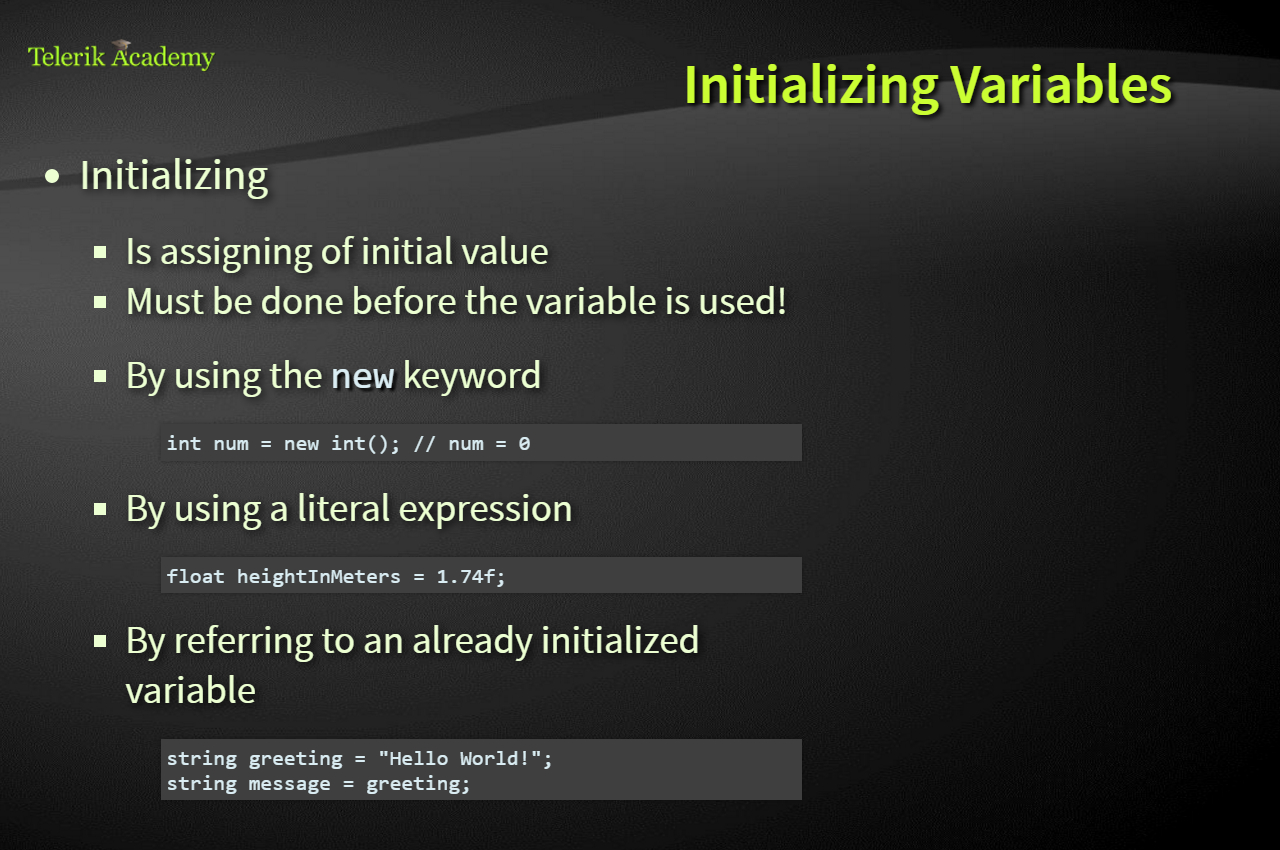 Telerik Academy
Initializing Variables
• Initializing
▪ Is assigning of initial value
▪ Must be done before the variable is used!
▪ By using the new keyword
int num = new int(); // num = 0
▪ By using a literal expression
float heightInMeters = 1.74f;
▪ By referring to an already initialized
variable
string greeting = "Hello World!";
string message = greeting;